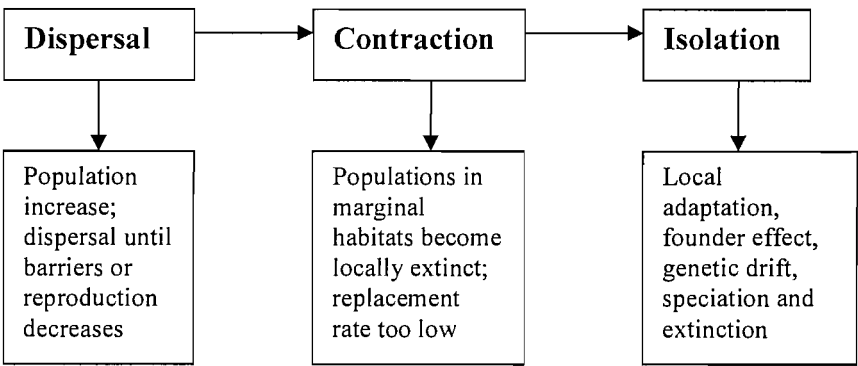 Dispersal
Contraction
Isolation
Population
increase;
dispersal until
barriers or
reproduction
decreases
Populations in
marginal
habitats become
locally extinct;
replacement
rate too low
Local
adaptation,
founder effect,
genetic drift,
speciation and
extinction